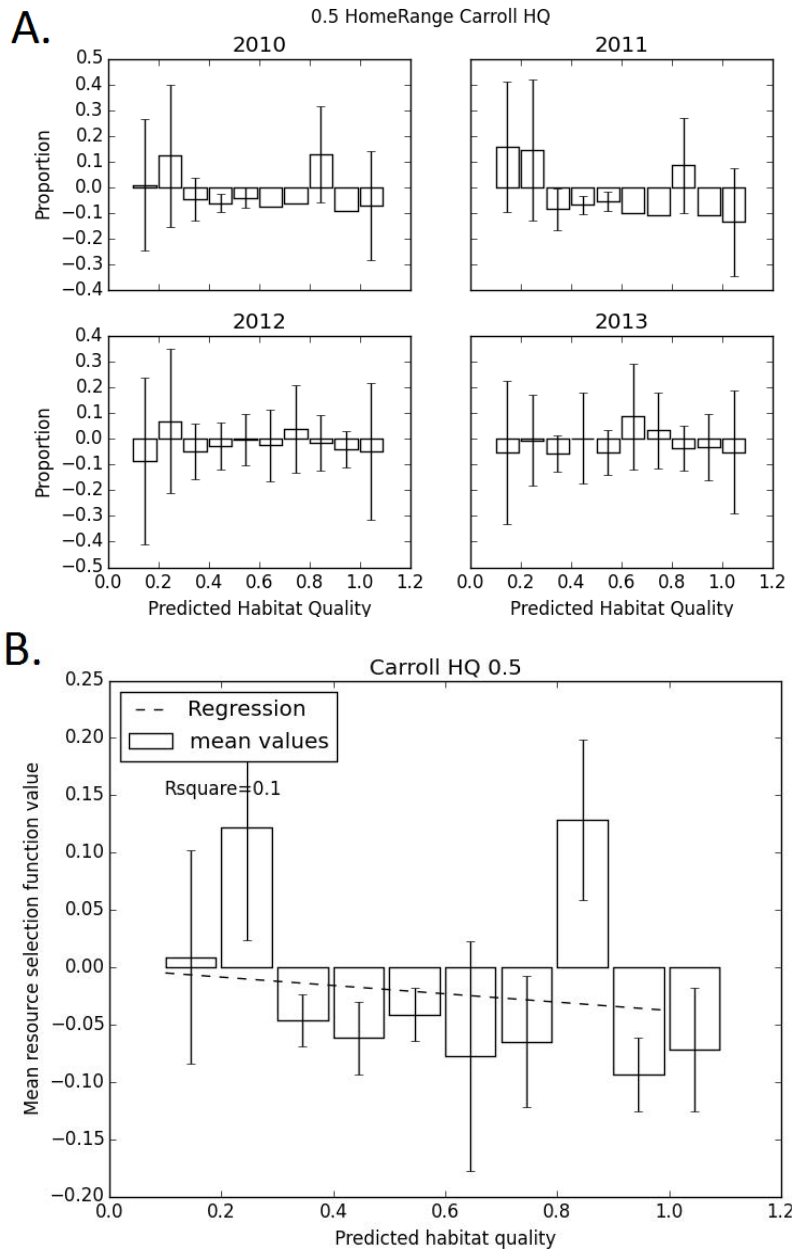 A.
0.5 HomeRange Carroll HQ
2010
2011
0.5
0.4
0.3
0.2
0.1
0.0
−0.1
−0.2
−0.3
−0.4
Proportion
2012
2013
0.4
0.3
0.2
0.1
0.0
−0.1
−0.2
−0.3
−0.4
−0.5
Proportion
0.0 0.2 0.4 0.6 0.8 1.0 1.2
0.2 0.4 0.6 0.8 1.0 1.2
Predicted Habitat Quality
Predicted Habitat Quality
B.
Carroll HQ 0.5
0.25
0.20
0.15
0.10
0.05
0.00
−0.05
−0.10
−0.15
−0.20
Mean resource selection function value
Regression
mean values
Rsquare=0.1
0.0 0.2 0.4 0.6 0.8 1.0 1.2
Predicted habitat quality